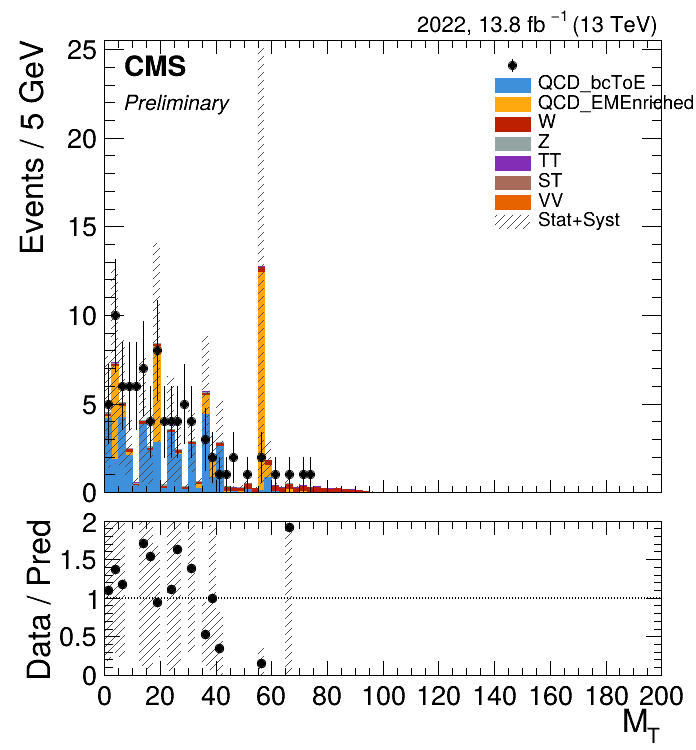 2022, 13.8 fb⁻¹ (13 TeV)
CMS
Preliminary
QCD_bcToE
QCD_EMEnriched
W
Z
TT
ST
VV
Stat+Syst
Events / 5 GeV
25
20
15
10
5
0
Data / Pred
2
1.5
1
0.5
0
0 20 40 60 80 100 120 140 160 180 200
M_T